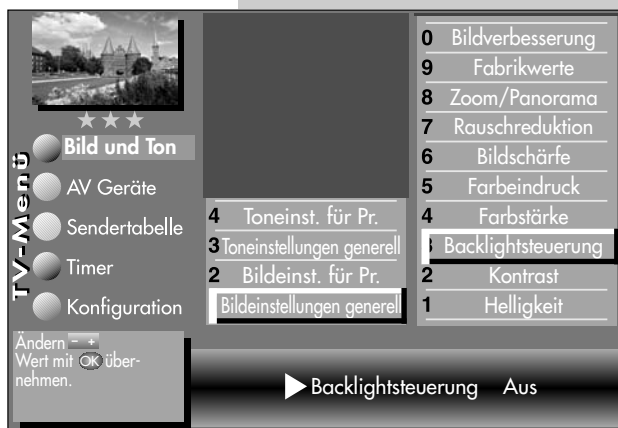 TV-Menü
Bild und Ton
AV Geräte
Sendertabelle
Timer
Konfiguration
Ändern - +
Wert mit OK über-
nehmen.
4 Toneinst. für Pr.
3 Toneinstellungen generell
2 Bildeinst. für Pr.
Bildeinstellungen generell
0 Bildverbesserung
9 Fabrikwerte
8 Zoom/Panorama
7 Rauschreduktion
6 Bildschärfe
5 Farbeindruck
4 Farbstärke
3 Backlightsteuerung
2 Kontrast
1 Helligkeit
Backlightsteuerung Aus